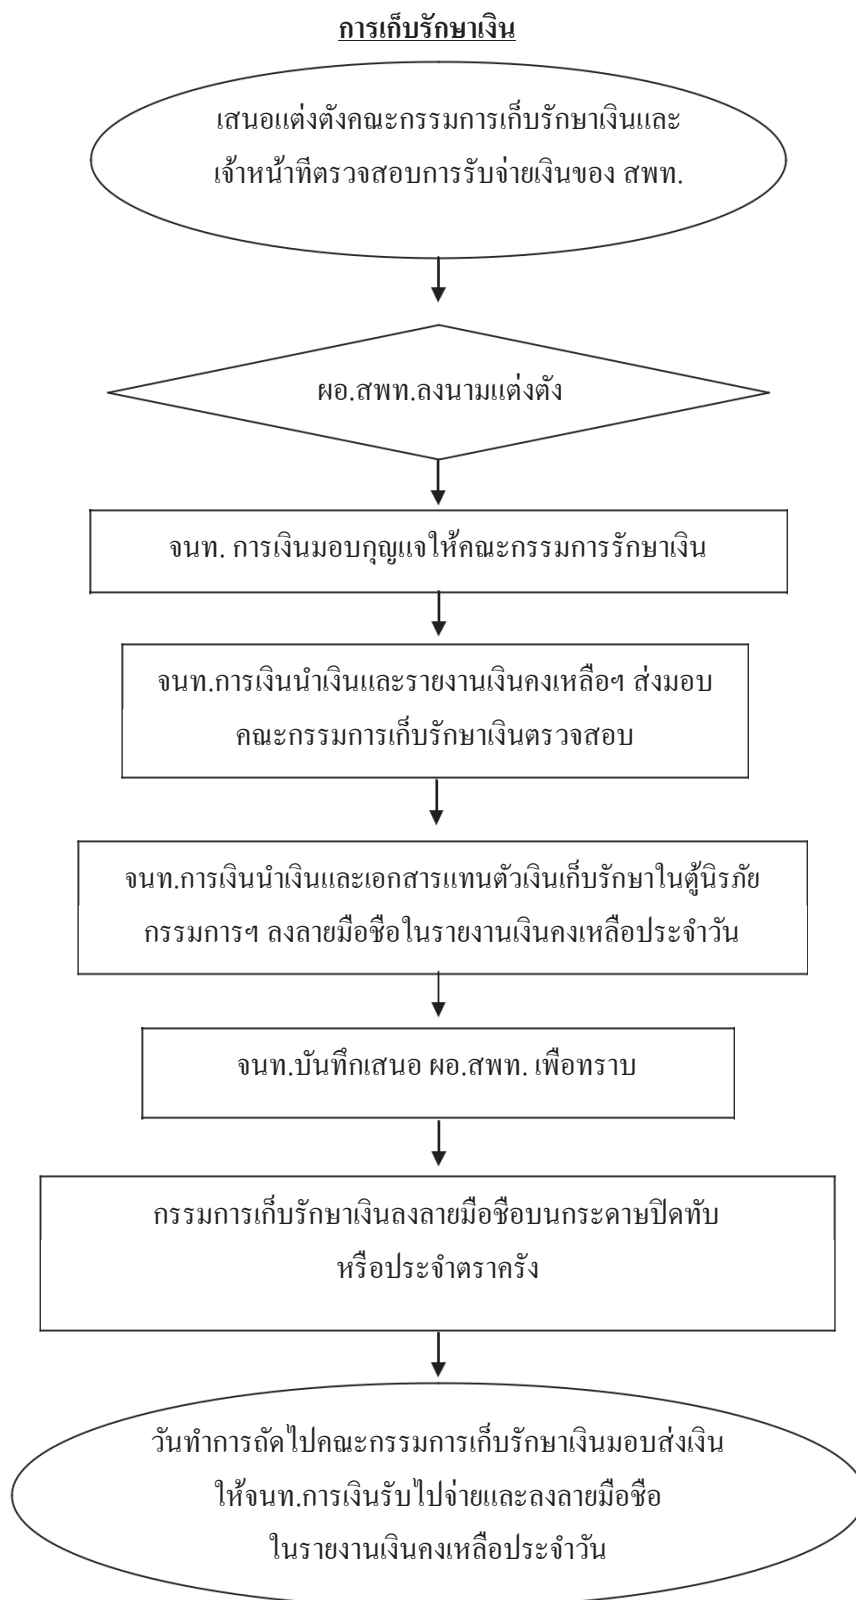 การเก็บรักษาเงิน
เสนอแต่งตังคณะกรรมการเก็บรักษาเงินและ
เจ้าหน้าทีตรวจสอบการรับจ่ายเงินของ สพท.
ผอ.สพท.ลงนามแต่งตัง
จนท. การเงินมอบกุญแจให้คณะกรรมการรักษาเงิน
จนท.การเงินนำเงินและรายงานเงินคงเหลือฯ ส่งมอบ
คณะกรรมการเก็บรักษาเงินตรวจสอบ
จนท.การเงินนำเงินและเอกสารแทนตัวเงินเก็บรักษาในตู้นิรภัย
กรรมการฯ ลงลายมือชือในรายงานเงินคงเหลือประจำวัน
จนท.บันทึกเสนอ ผอ.สพท. เพือทราบ
กรรมการเก็บรักษาเงินลงลายมือชือบนกระดาษปิดทับ
หรือประจำตราครัง
วันทำการถัดไปคณะกรรมการเก็บรักษาเงินมอบส่งเงิน
ให้จนท.การเงินรับไปจ่ายและลงลายมือชือ
ในรายงานเงินคงเหลือประจำวัน